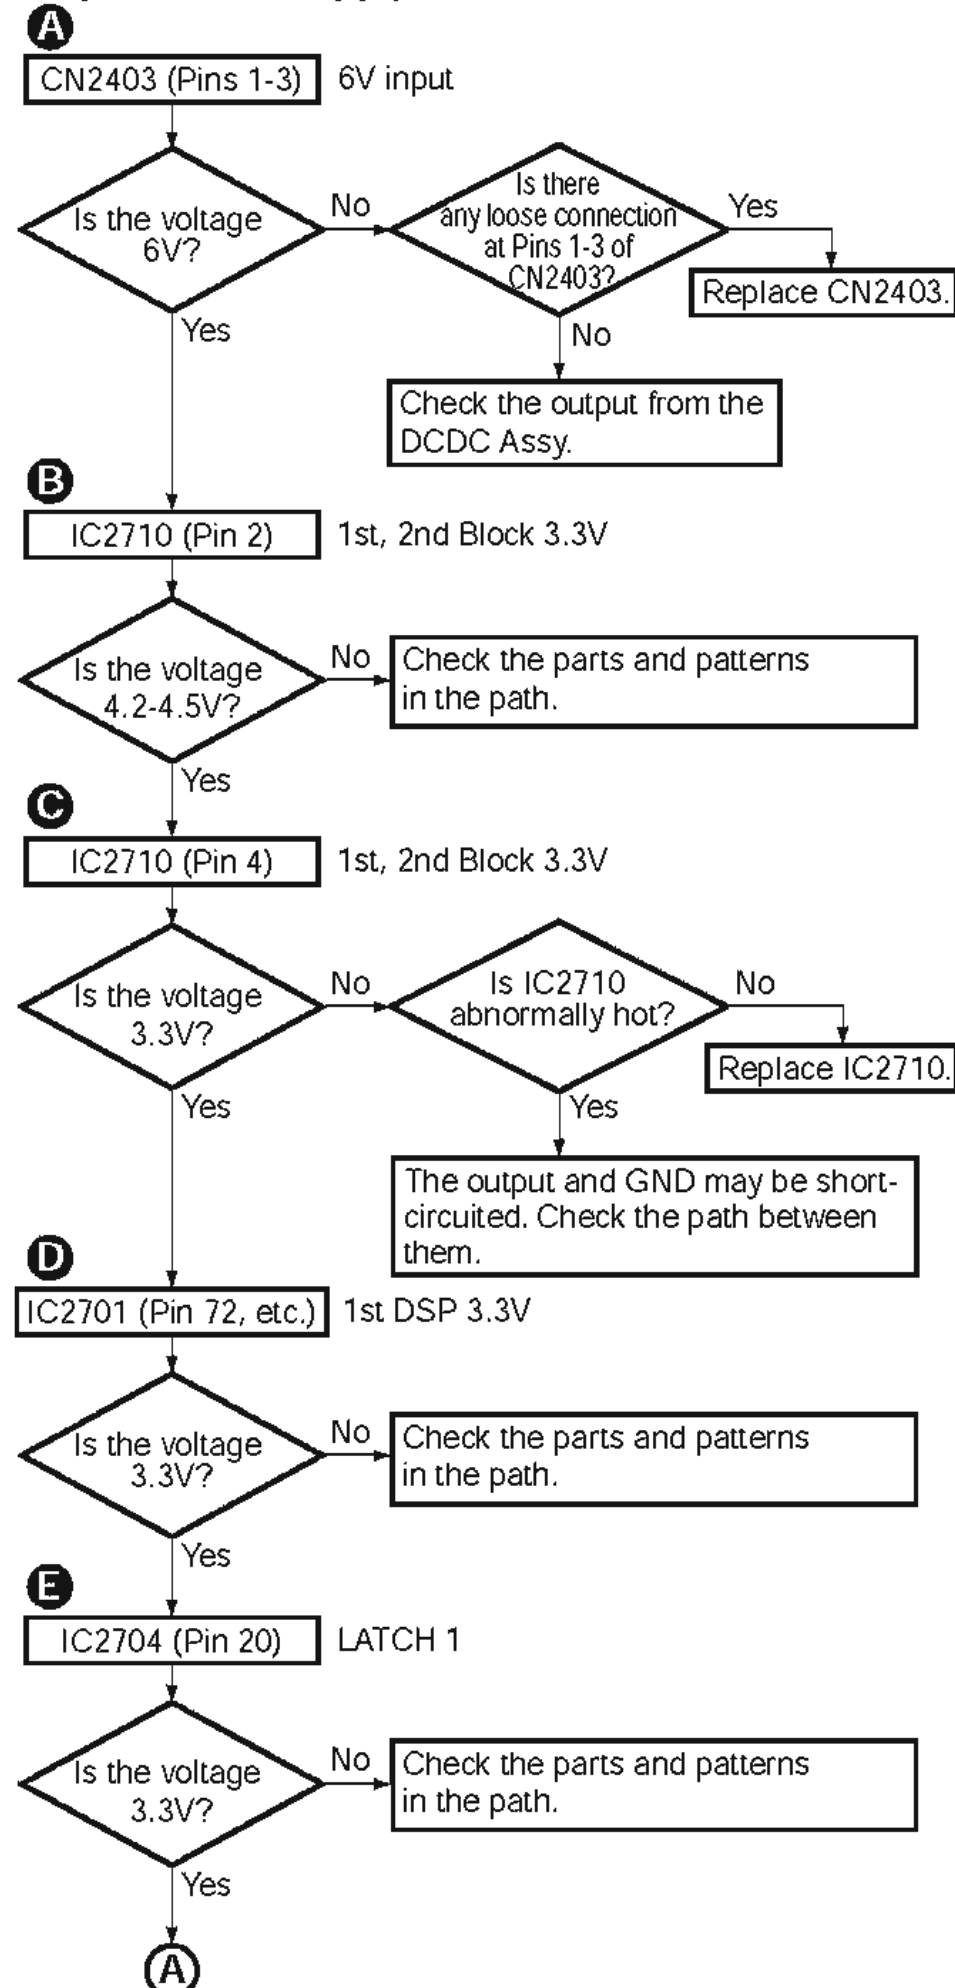 A
CN2403 (Pins 1-3)
6V input
Is the voltage
6V?
No
Is there
any loose connection
at Pins 1-3 of
CN2403?
Yes
Replace CN2403.
No
Check the output from the
DCDC Assy.
Yes
B
IC2710 (Pin 2)
1st, 2nd Block 3.3V
Is the voltage
4.2-4.5V?
No
Check the parts and patterns
in the path.
Yes
C
IC2710 (Pin 4)
1st, 2nd Block 3.3V
Is the voltage
3.3V?
No
Is IC2710
abnormally hot?
No
Replace IC2710.
Yes
The output and GND may be short-
circuited. Check the path between
them.
Yes
D
IC2701 (Pin 72, etc.)
1st DSP 3.3V
Is the voltage
3.3V?
No
Check the parts and patterns
in the path.
Yes
E
IC2704 (Pin 20)
LATCH 1
Is the voltage
3.3V?
No
Check the parts and patterns
in the path.
Yes
A